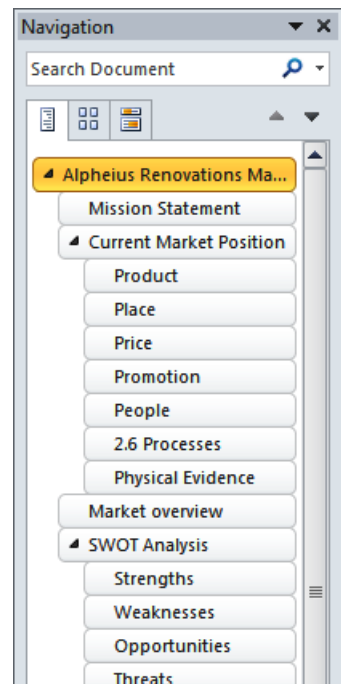 Navigation
Search Document
Alpheius Renovations Ma...
Mission Statement
Current Market Position
Product
Place
Price
Promotion
People
2.6 Processes
Physical Evidence
Market overview
SWOT Analysis
Strengths
Weaknesses
Opportunities
Threats